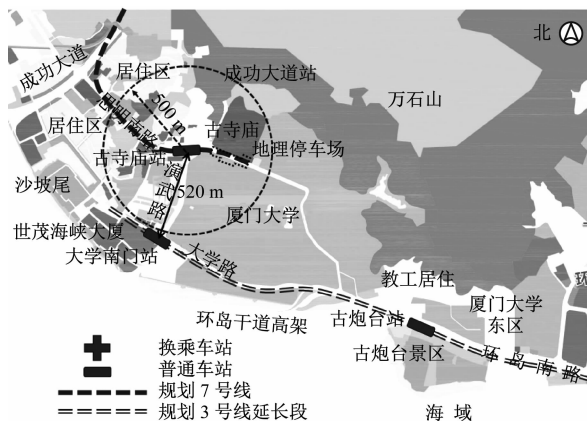 北
成功大道
居住区
成功大道站
万石山
500 m
居住区
思明南路
古寺庙
古寺庙站
地理停车场
演武路
沙坡尾
520 m
厦门大学
世茂海峡大厦
大学南门站
大学路
教工居住
环岛干道高架
古炮台站
厦门大学
东区
古炮台景区
环岛南路
换乘车站
普通车站
规划7号线
规划3号线延长段
海域